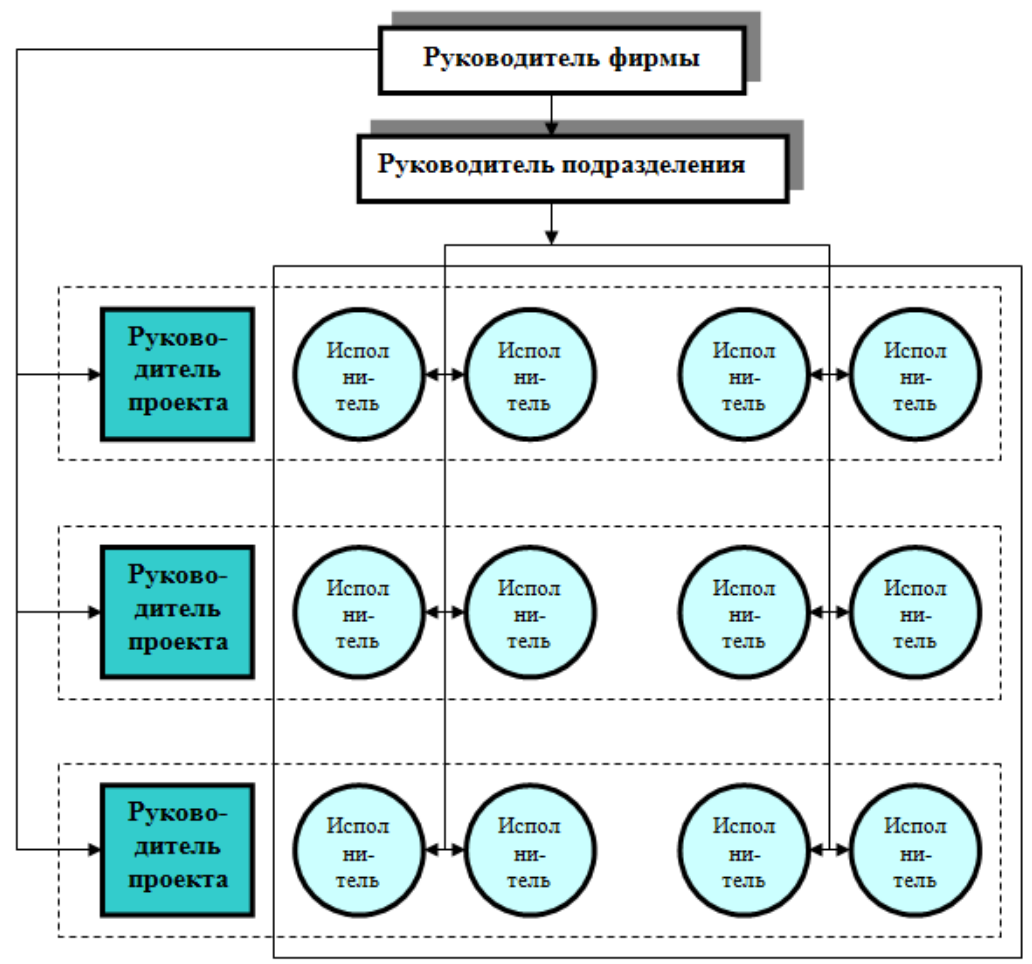 Руководитель фирмы
Руководитель подразделения
Руково-
дитель
проекта
Испол
ни-
тель
Испол
ни-
тель
Испол
ни-
тель
Испол
ни-
тель
Руково-
дитель
проекта
Испол
ни-
тель
Испол
ни-
тель
Испол
ни-
тель
Испол
ни-
тель
Руково-
дитель
проекта
Испол
ни-
тель
Испол
ни-
тель
Испол
ни-
тель
Испол
ни-
тель